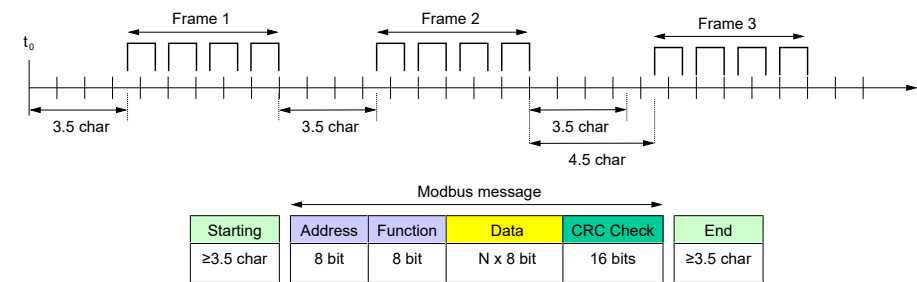 Frame 1
Frame 2
Frame 3
t0
3.5 char
3.5 char
3.5 char
4.5 char
Modbus message
Starting Address Function Data CRC Check End
≥3.5 char 8 bit 8 bit N x 8 bit 16 bits ≥3.5 char